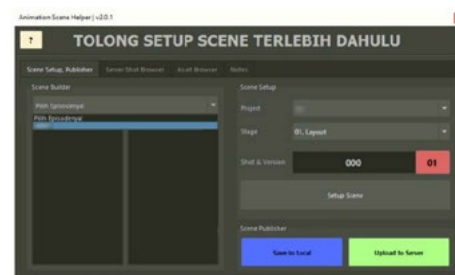 Animation Scene Helper | v2.0.1
?
TOLONG SETUP SCENE TERLEBIH DAHULU
Scene Setup, Publisher
Server Shot Browser
Asset Browser
Notes
Scene Builder
Pilih Episodenya!
Pilih Episodenya!
Scene Setup
Project
Stage
01. Layout
Shot & Version
000
01
Setup Scene
Scene Publisher
Save to Local
Upload to Server